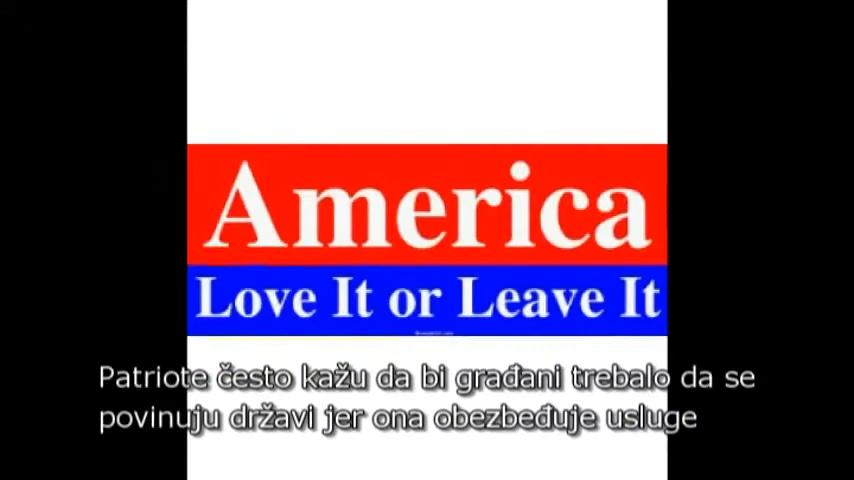 America
Love It or Leave It
Patriote često kažu da bi građani trebalo da se
povinuju državi jer ona obezbeđuje usluge